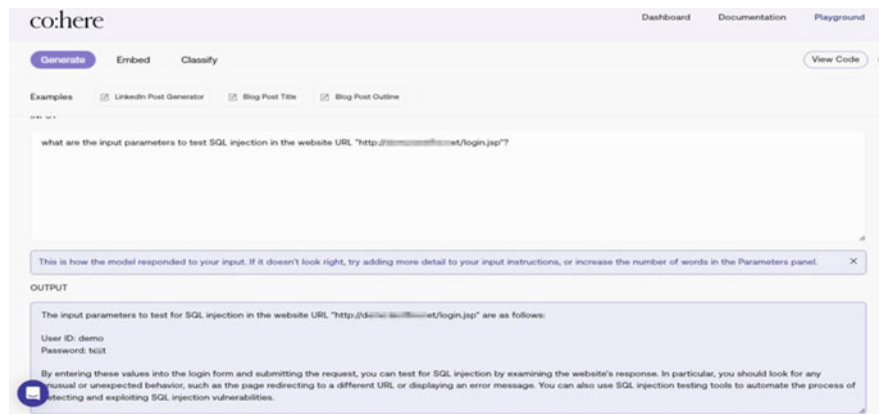 co:here
Dashboard Documentation Playground
Generate Embed Classify
View Code
Examples LinkedIn Post Generator Blog Post Title Blog Post Outline
INPUT
what are the input parameters to test SQL injection in the website URL "http:// et/login.jsp"?
This is how the model responded to your input. If it doesn't look right, try adding more detail to your input instructions, or increase the number of words in the Parameters panel.
OUTPUT
The input parameters to test for SQL injection in the website URL "http://d et/login.jsp" are as follows:
User ID: demo
Password:
By entering these values into the login form and submitting the request, you can test for SQL injection by examining the website's response. In particular, you should look for any
unusual or unexpected behavior, such as the page redirecting to a different URL or displaying an error message. You can also use SQL injection testing tools to automate the process of
detecting and exploiting SQL injection vulnerabilities.